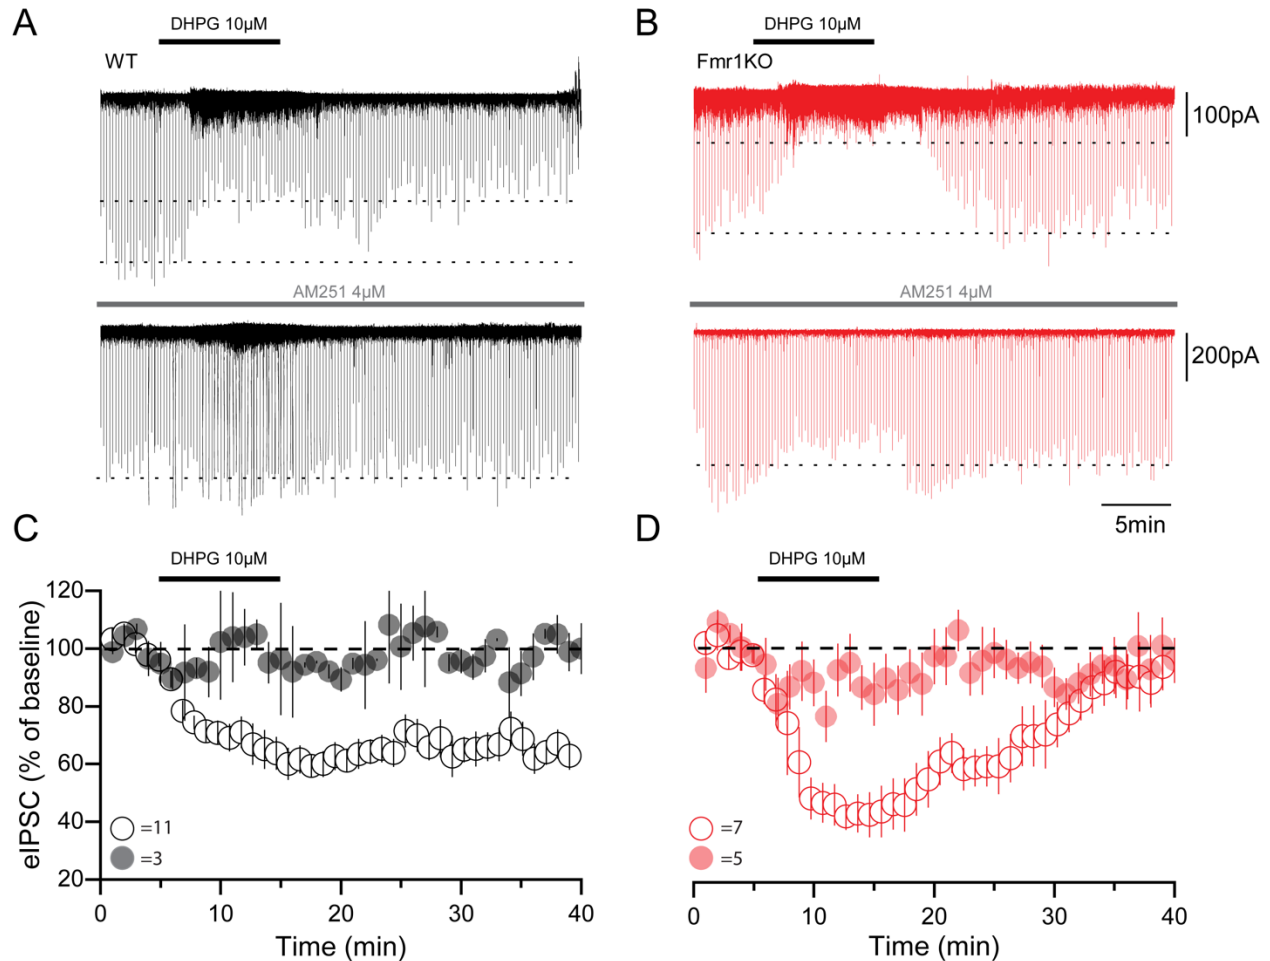 A
DHPG 10µM
WT
B
DHPG 10µM
Fmr1KO
100pA
AM251 4µM
AM251 4µM
200pA
5min
C
DHPG 10µM
D
DHPG 10µM
eIPSC (% of baseline)
120
100
80
60
40
20
=11
=3
=7
=5
0 10 20 30 40
Time (min)
0 10 20 30 40
Time (min)